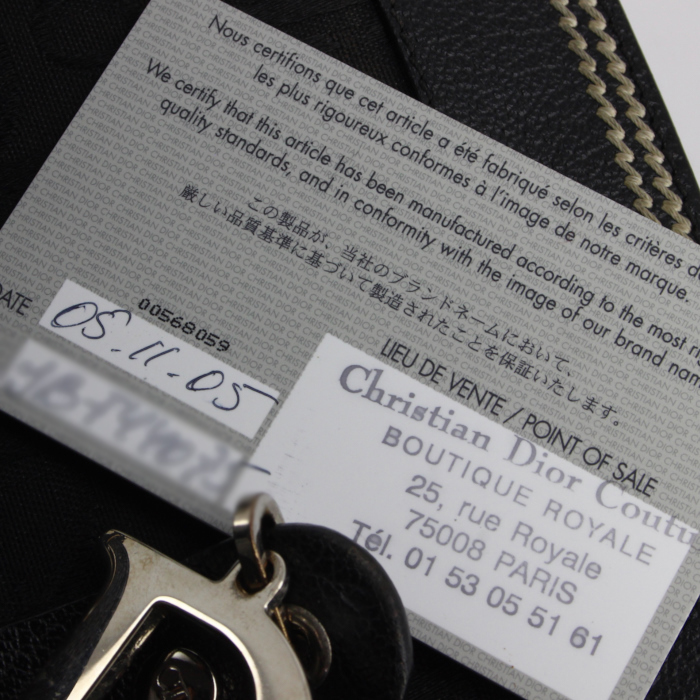 Nous certifions que cet article a été fabriqué selon les critères d
les plus rigoureux conformes à l'image de notre marque.
We certify that this article has been manufactured according to the most r
quality standards, and in conformity with the image of our brand nam
この製品が、当社のブランドネームにおいて、
厳しい品質基準に基づいて製造されたことを保証いたします。
DATE
00568059
05.11.05
LIEU DE VENTE / POINT OF SALE
Christian Dior Coutu
BOUTIQUE ROYALE
25, rue Royale
75008 PARIS
Tél. 01 53 05 51 61